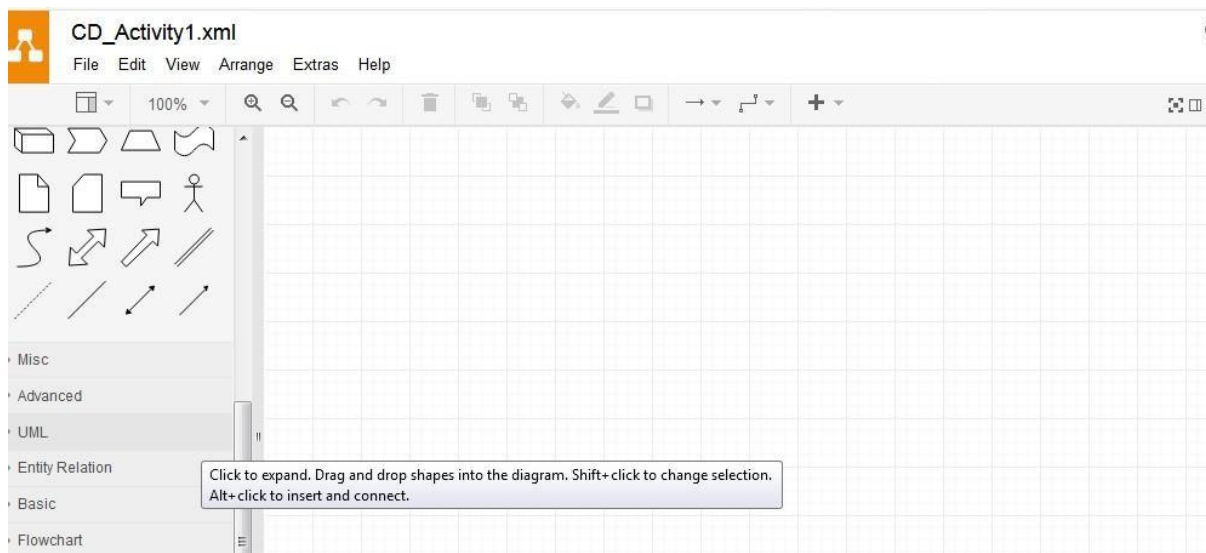 CD_Activity1.xml
File Edit View Arrange Extras Help
100%
Misc
Advanced
UML
Entity Relation
Click to expand. Drag and drop shapes into the diagram. Shift+click to change selection.
Alt+click to insert and connect.
Basic
Flowchart